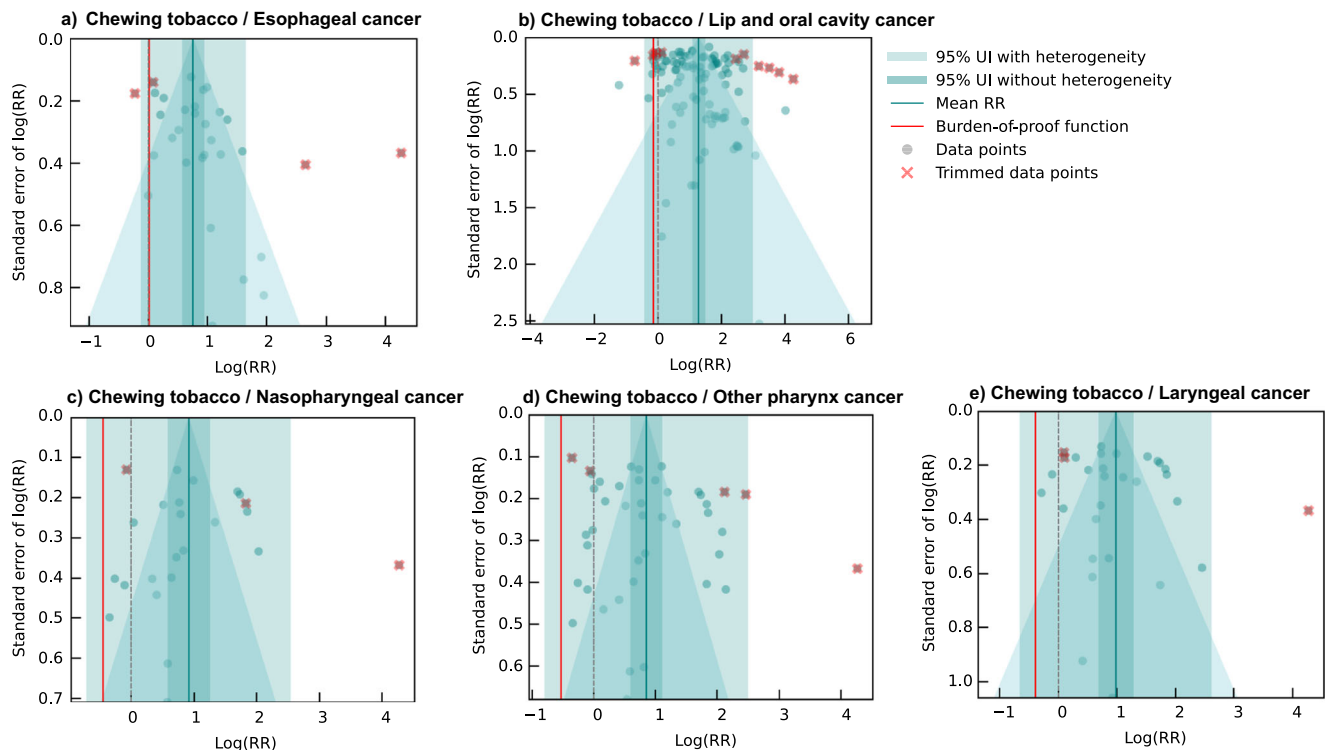 a) Chewing tobacco / Esophageal cancer
0.0
0.2
0.4
0.6
0.8
Standard error of log(RR)
−1 0 1 2 3 4
Log(RR)
b) Chewing tobacco / Lip and oral cavity cancer
0.0
0.5
1.0
1.5
2.0
2.5
Standard error of log(RR)
−4 −2 0 2 4 6
Log(RR)
95% UI with heterogeneity
95% UI without heterogeneity
Mean RR
Burden-of-proof function
Data points
Trimmed data points
c) Chewing tobacco / Nasopharyngeal cancer
0.0
0.1
0.2
0.3
0.4
0.5
0.6
0.7
Standard error of log(RR)
0 1 2 3 4
Log(RR)
d) Chewing tobacco / Other pharynx cancer
0.0
0.1
0.2
0.3
0.4
0.5
0.6
Standard error of log(RR)
−1 0 1 2 3 4
Log(RR)
e) Chewing tobacco / Laryngeal cancer
0.0
0.2
0.4
0.6
0.8
1.0
Standard error of log(RR)
−1 0 1 2 3 4
Log(RR)